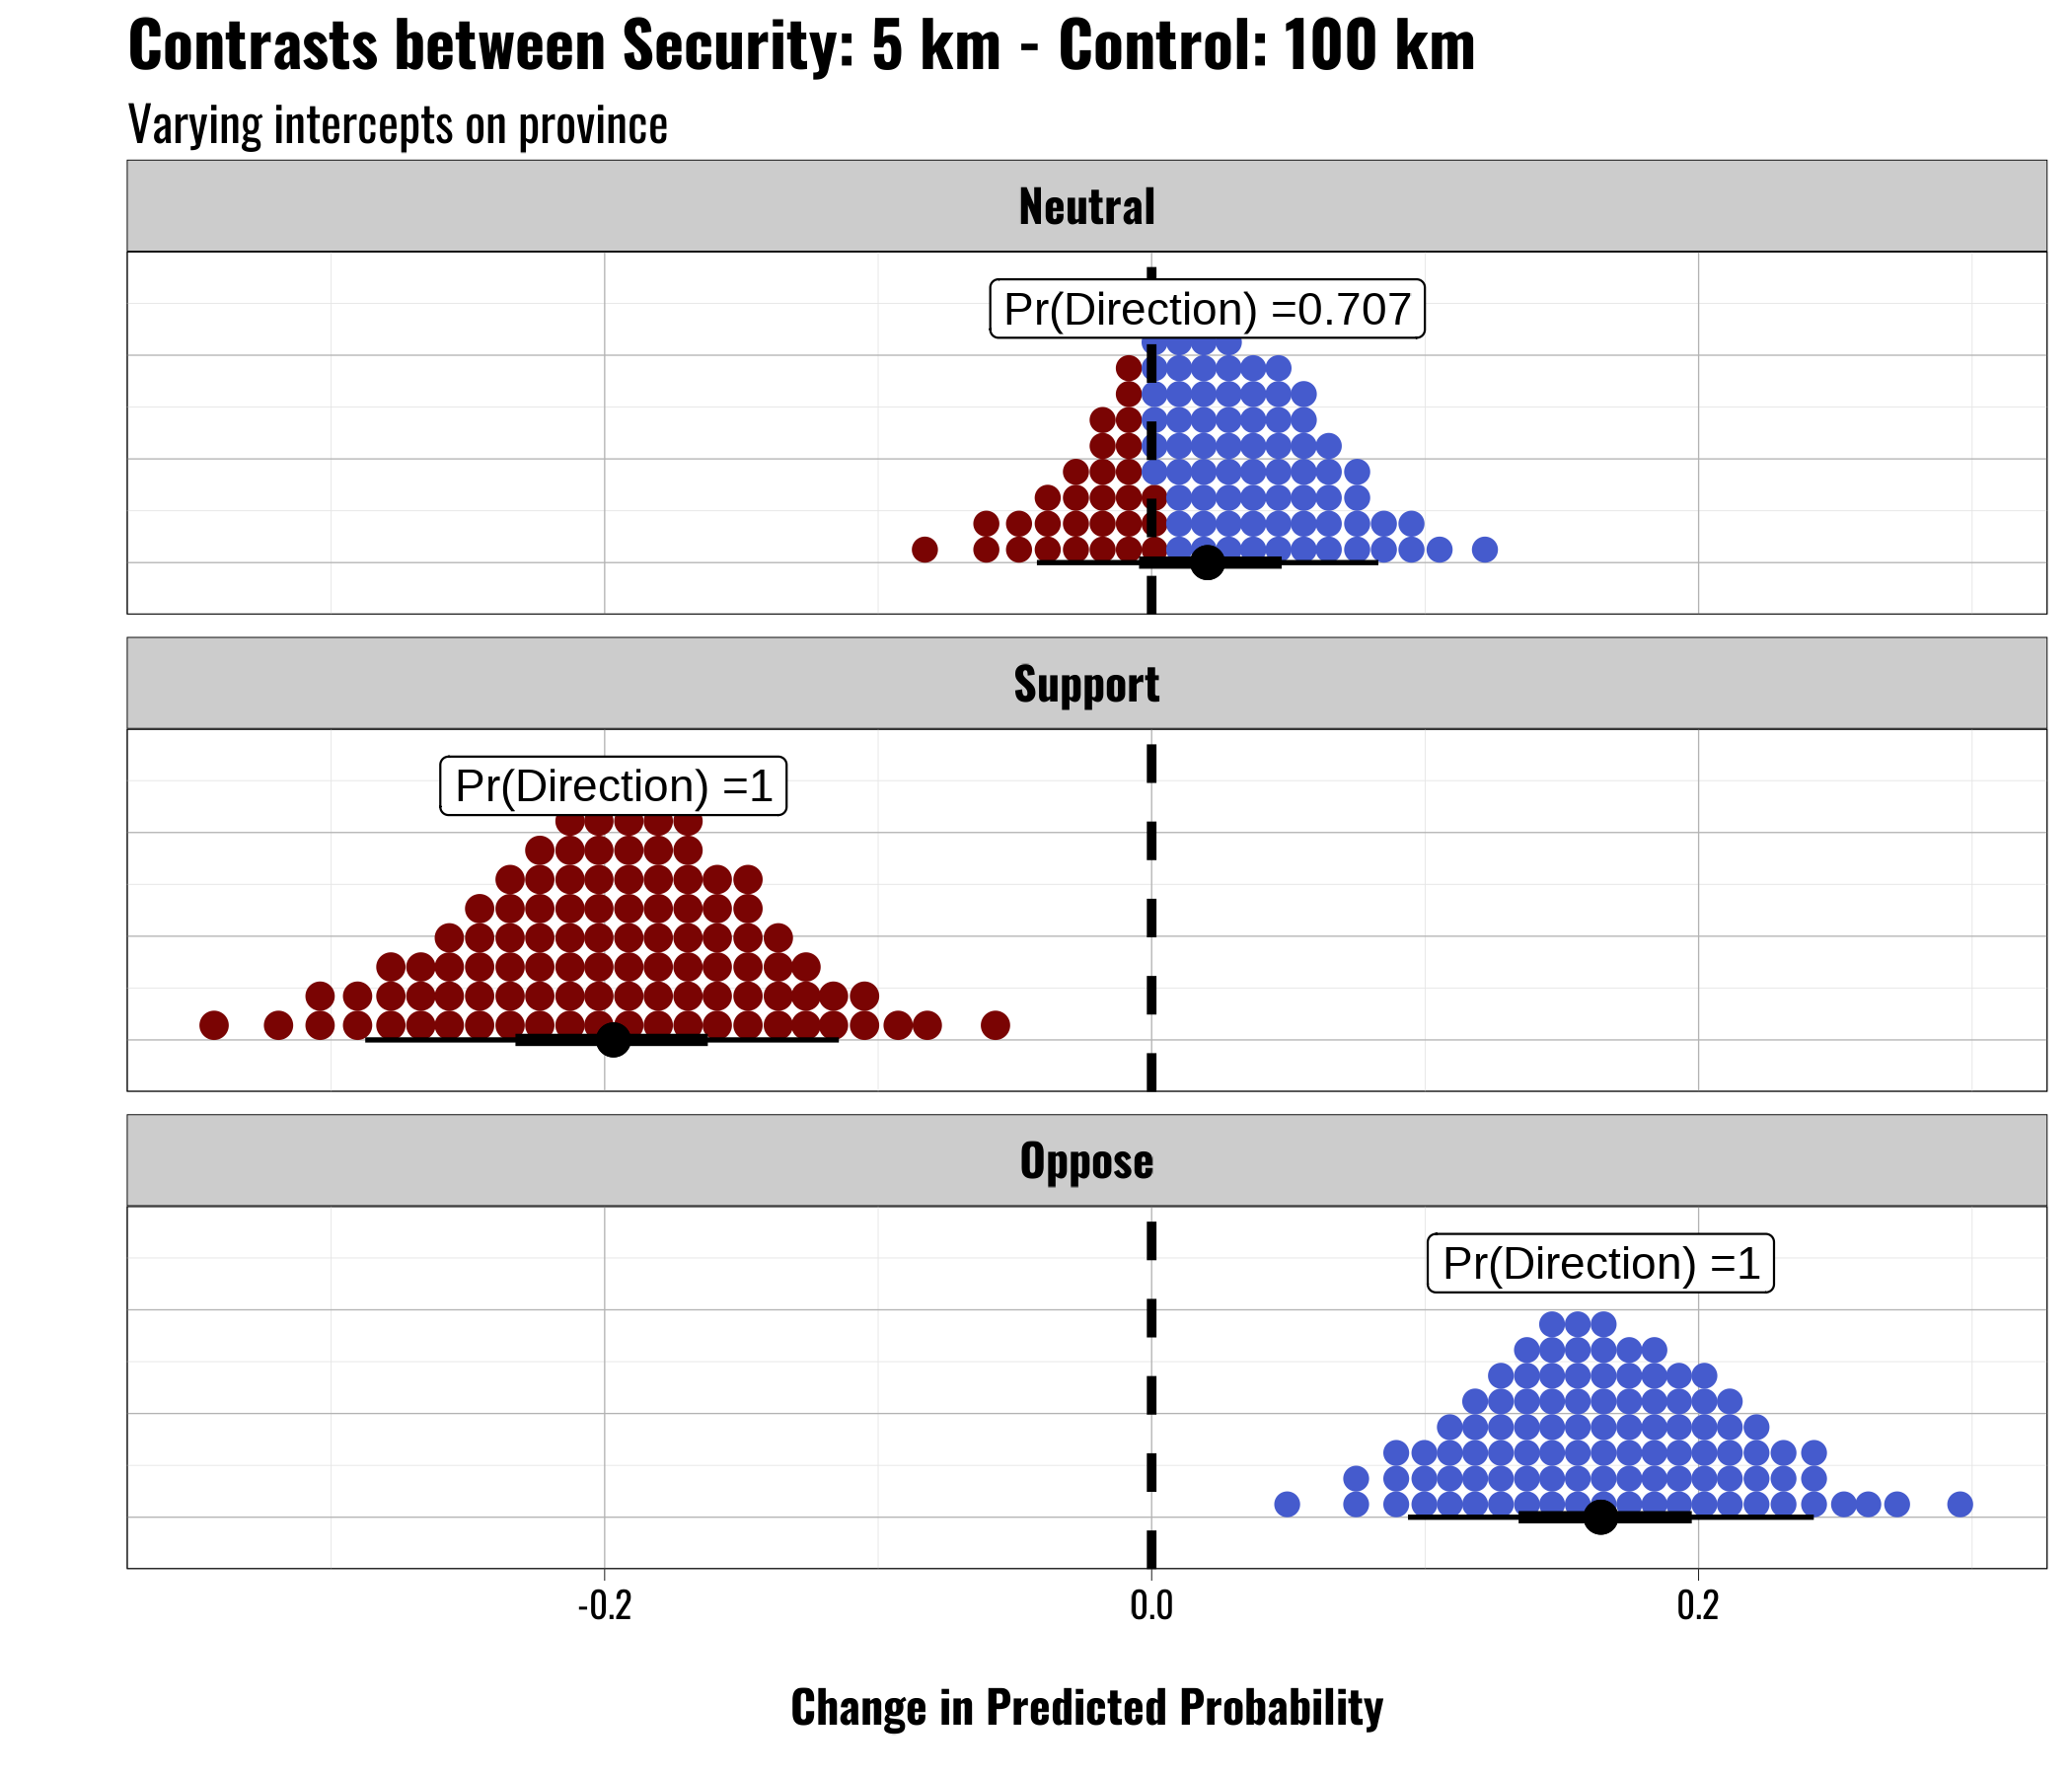 Contrasts between Security: 5 km - Control: 100 km
Varying intercepts on province
Neutral
Pr(Direction) =0.707
Support
Pr(Direction) =1
Oppose
Pr(Direction) =1
-0.2 0.0 0.2
Change in Predicted Probability